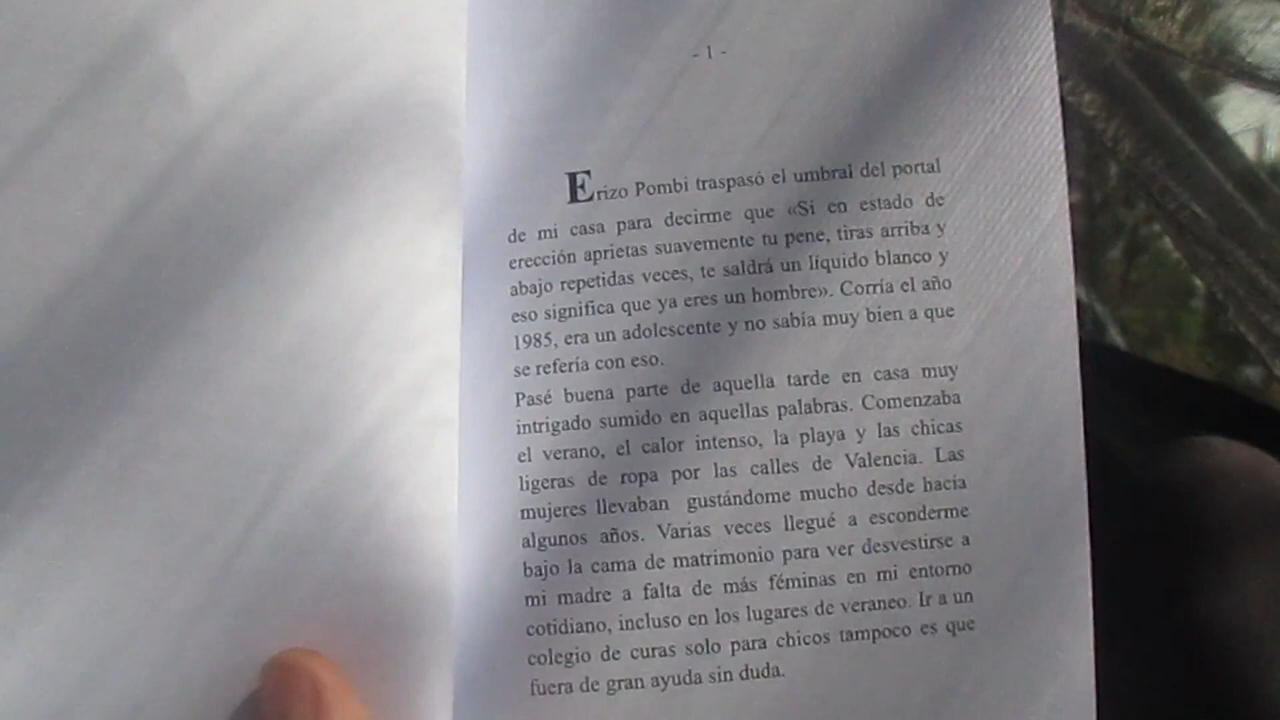 - 1 -
Erizo Pombi traspasó el umbral del portal
de mi casa para decirme que «Si en estado de
erección aprietas suavemente tu pene, tiras arriba y
abajo repetidas veces, te saldrá un líquido blanco y
eso significa que ya eres un hombre». Corría el año
1985, era un adolescente y no sabía muy bien a que
se refería con eso.
Pasé buena parte de aquella tarde en casa muy
intrigado sumido en aquellas palabras. Comenzaba
el verano, el calor intenso, la playa y las chicas
ligeras de ropa por las calles de Valencia. Las
mujeres llevaban gustándome mucho desde hacía
algunos años. Varias veces llegué a esconderme
bajo la cama de matrimonio para ver desvestirse a
mi madre a falta de más féminas en mi entorno
cotidiano, incluso en los lugares de veraneo. Ir a un
colegio de curas solo para chicos tampoco es que
fuera de gran ayuda sin duda.